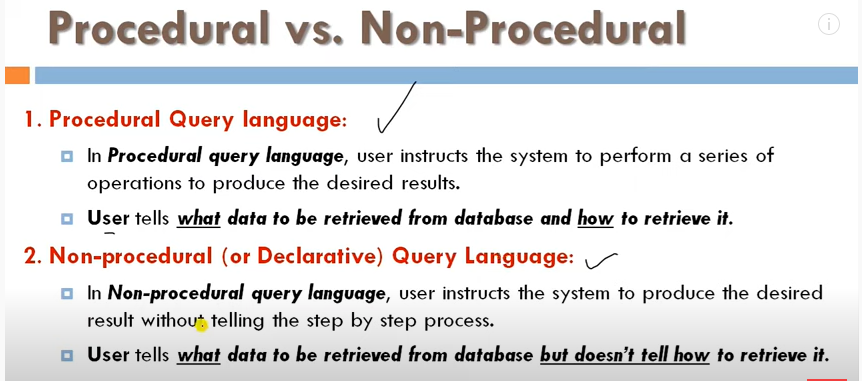 Procedural vs. Non-Procedural
1. Procedural Query language:
In Procedural query language, user instructs the system to perform a series of
operations to produce the desired results.
User tells what data to be retrieved from database and how to retrieve it.
2. Non-procedural (or Declarative) Query Language:
In Non-procedural query language, user instructs the system to produce the desired
result without telling the step by step process.
User tells what data to be retrieved from database but doesn't tell how to retrieve it.